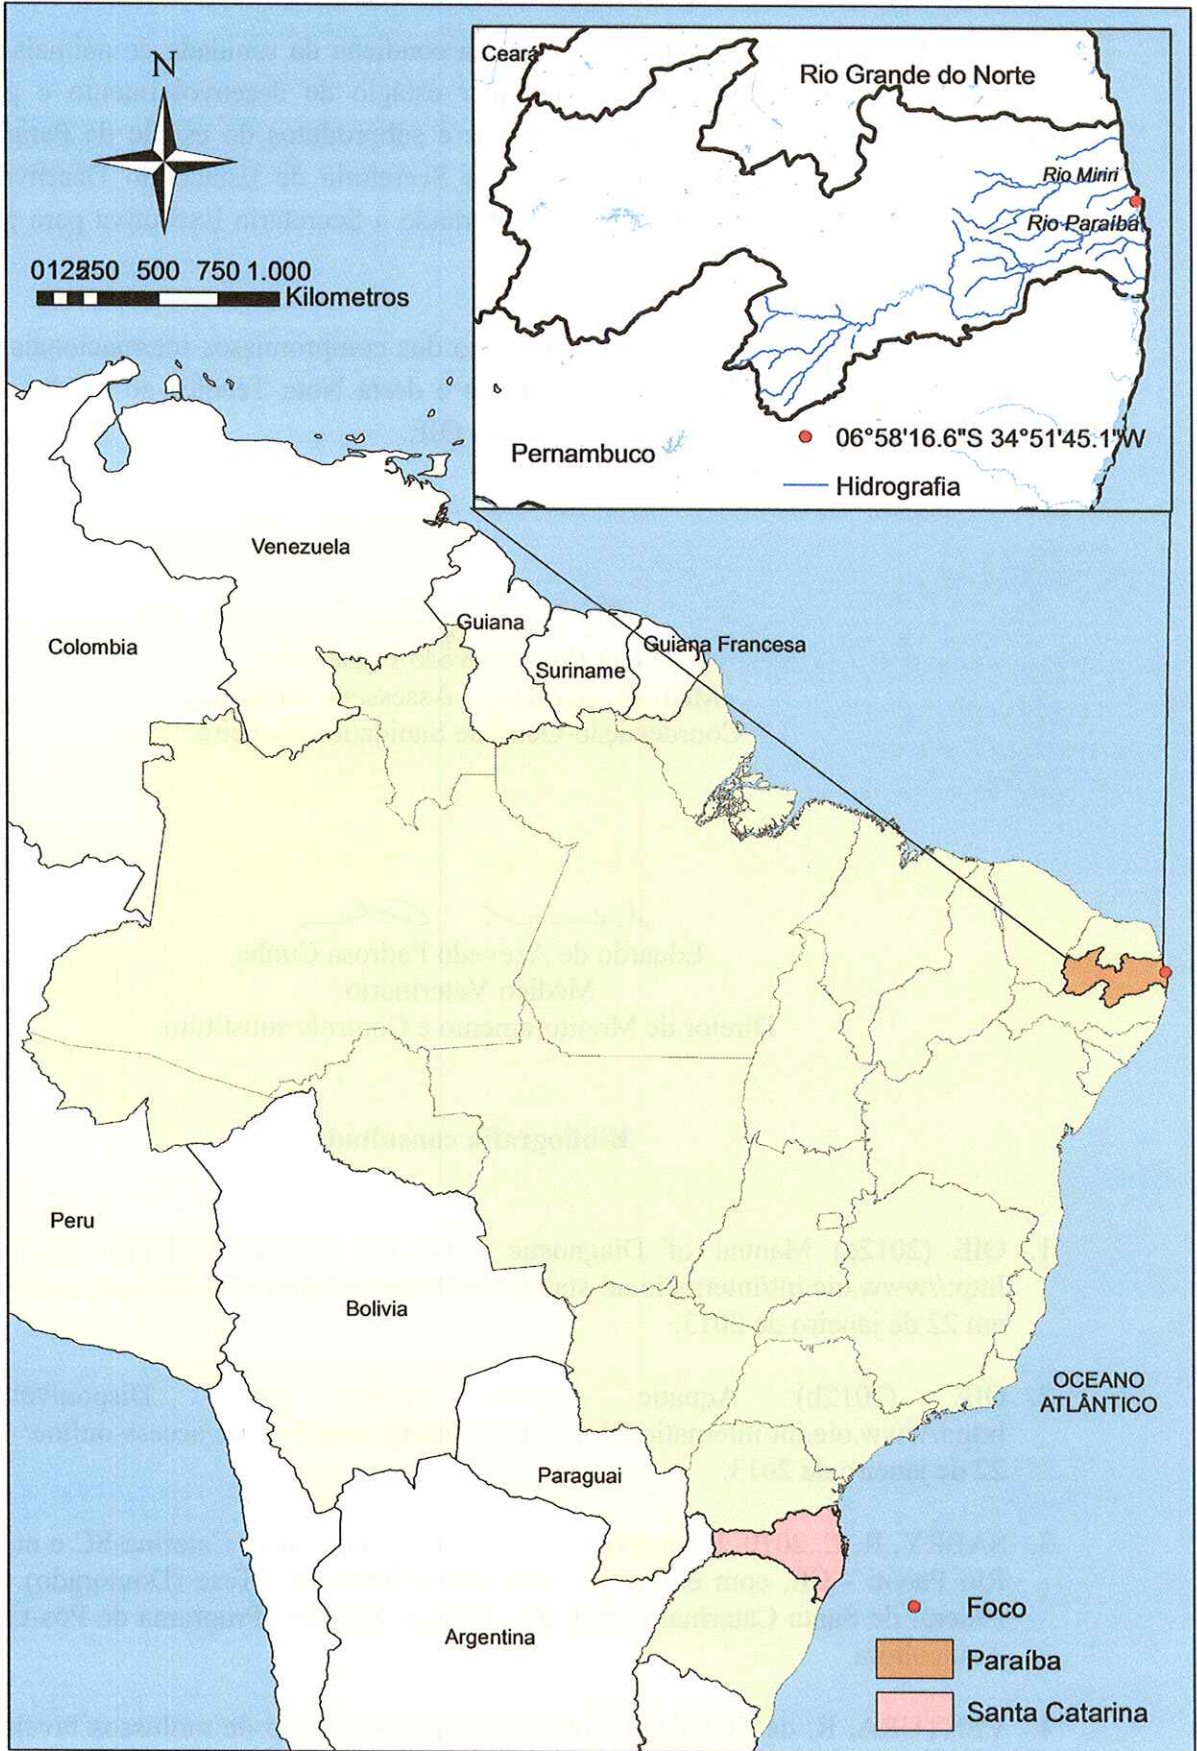 N
0125250 500 750 1.000
Kilometros
Ceará
Rio Grande do Norte
Rio Miriri
Rio Paraíba
06°58'16.6"S 34°51'45.1"W
Pernambuco
Hidrografia
Venezuela
Guiana
Colombia
Guiana Francesa
Suriname
Peru
Bolivia
OCEANO
ATLÂNTICO
Paraguai
Foco
Argentina
Paraíba
Santa Catarina